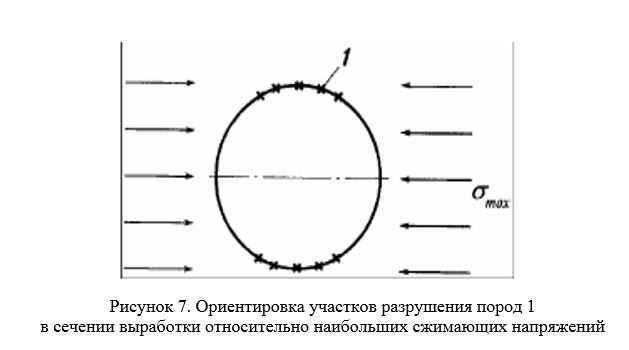 1
σmax
Рисунок 7. Ориентировка участков разрушения пород 1
в сечении выработки относительно наибольших сжимающих напряжений